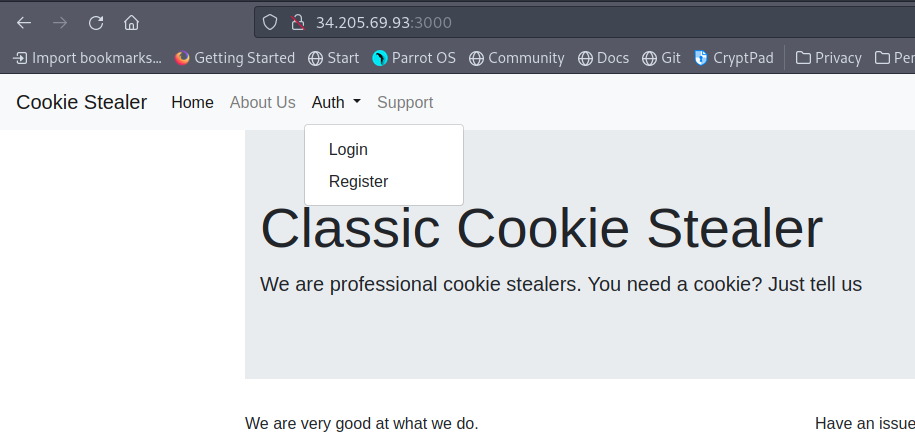 34.205.69.93:3000
Import bookmarks... Getting Started Start Parrot OS Community Docs Git CryptPad Privacy Per
Cookie Stealer Home About Us Auth Support
Login
Register
Classic Cookie Stealer
We are professional cookie stealers. You need a cookie? Just tell us
We are very good at what we do. Have an issue